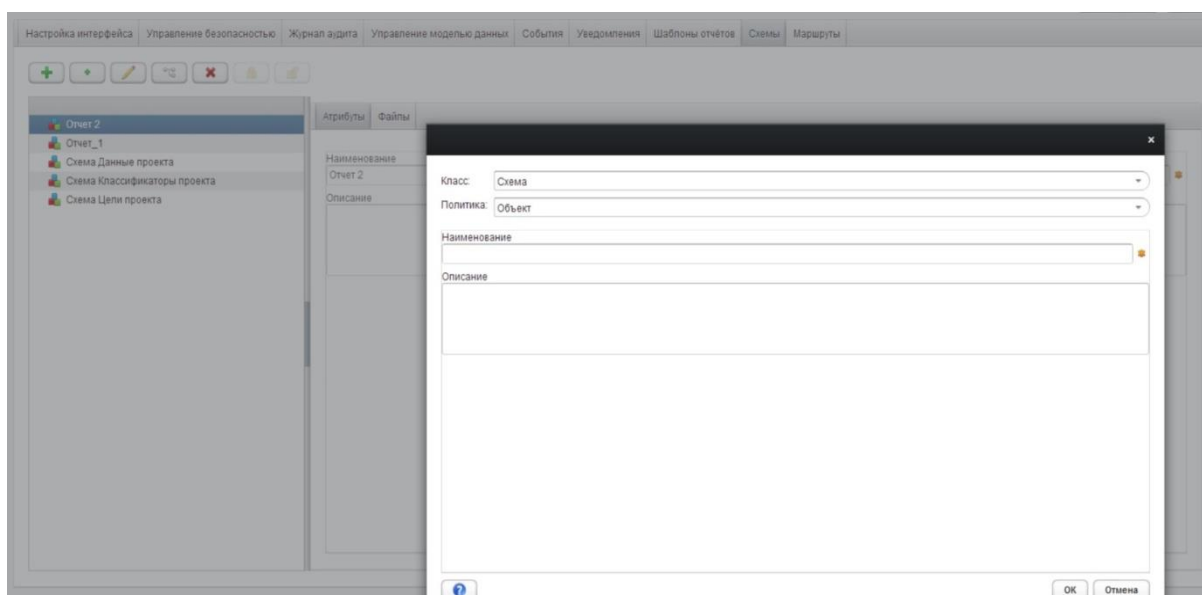 Настройка интерфейса Управление безопасностью Журнал аудита Управление моделью данных События Уведомления Шаблоны отчётов Схемы Маршруты
Отчет 2
Отчет_1
Схема Данные проекта
Схема Классификаторы проекта
Схема Цели проекта
Атрибуты Файлы
Наименование
Отчет 2
Описание
Класс: Схема
Политика: Объект
Наименование
Описание
ОК Отмена